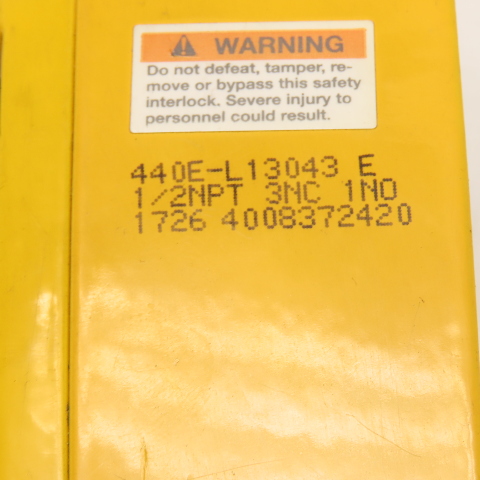 WARNING
Do not defeat, tamper, re-
move or bypass this safety
interlock. Severe injury to
personnel could result.
440E-L13043 E
1/2NPT 3NC 1NO
1726 4008372420